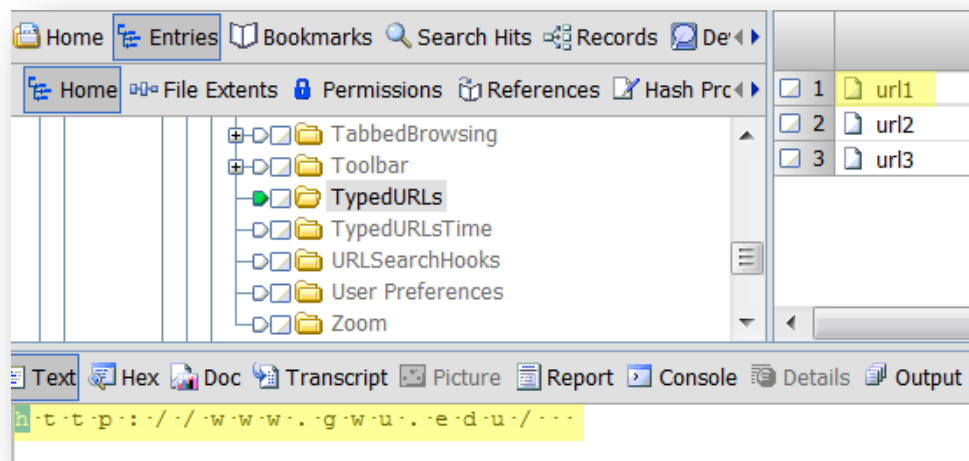 Home Entries Bookmarks Search Hits Records De
Home File Extents Permissions References Hash Pro
TabbedBrowsing
Toolbar
TypedURLs
TypedURLsTime
URLSearchHooks
User Preferences
Zoom
1 url1
2 url2
3 url3
Text Hex Doc Transcript Picture Report Console Details Output
h·t·t·p·:·/·/·w·w·w·.·g·w·u·.·e·d·u·/···